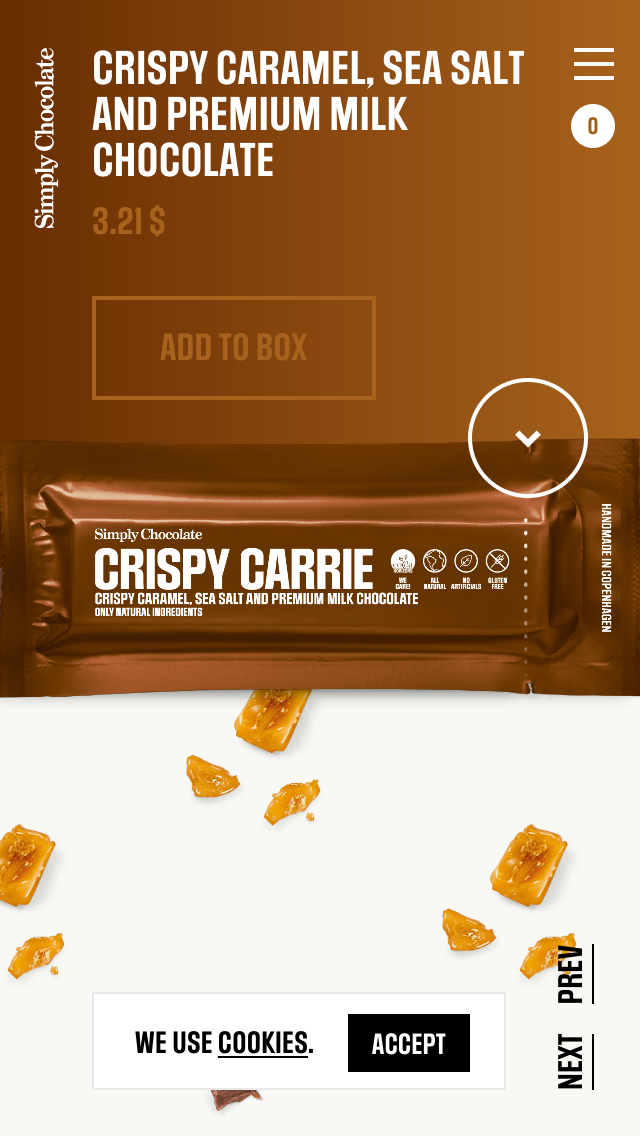 Simply Chocolate
CRISPY CARAMEL, SEA SALT
AND PREMIUM MILK
CHOCOLATE
0
3.21 $
ADD TO BOX
Simply Chocolate
CRISPY CARRIE
WE
CARE!
ALL
NATURAL
NO
ARTIFICIALS
GLUTEN
FREE
CRISPY CARAMEL, SEA SALT AND PREMIUM MILK CHOCOLATE
ONLY NATURAL INGREDIENTS
HANDMADE IN COPENHAGEN
PREV
NEXT
WE USE COOKIES.
ACCEPT